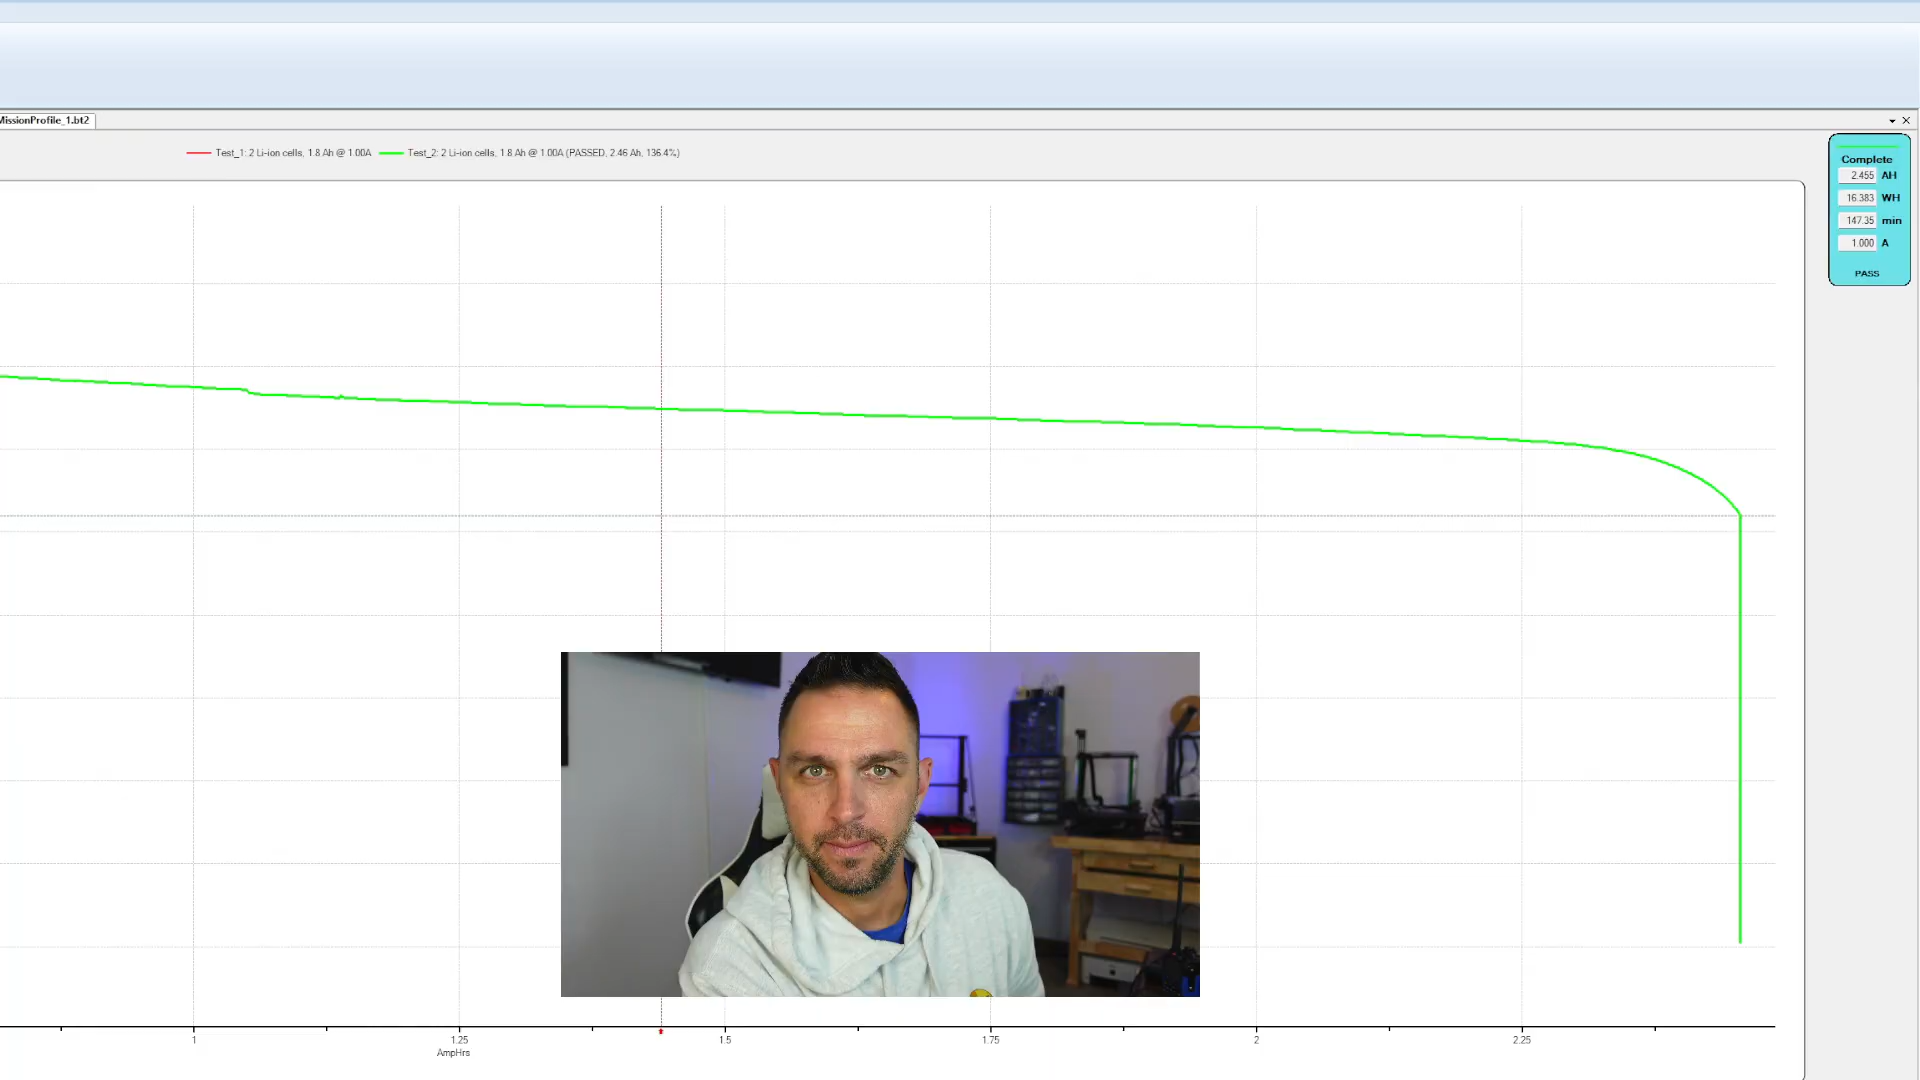 MissionProfile_1.bt2
Test_1: 2 Li-ion cells, 1.8 Ah @ 1.00A Test_2: 2 Li-ion cells, 1.8 Ah @ 1.00A (PASSED, 2.46 Ah, 136.4%)
Complete
2.455 AH
16.383 WH
147.35 min
1.000 A
PASS
1 1.25 1.5 1.75 2 2.25
AmpHrs